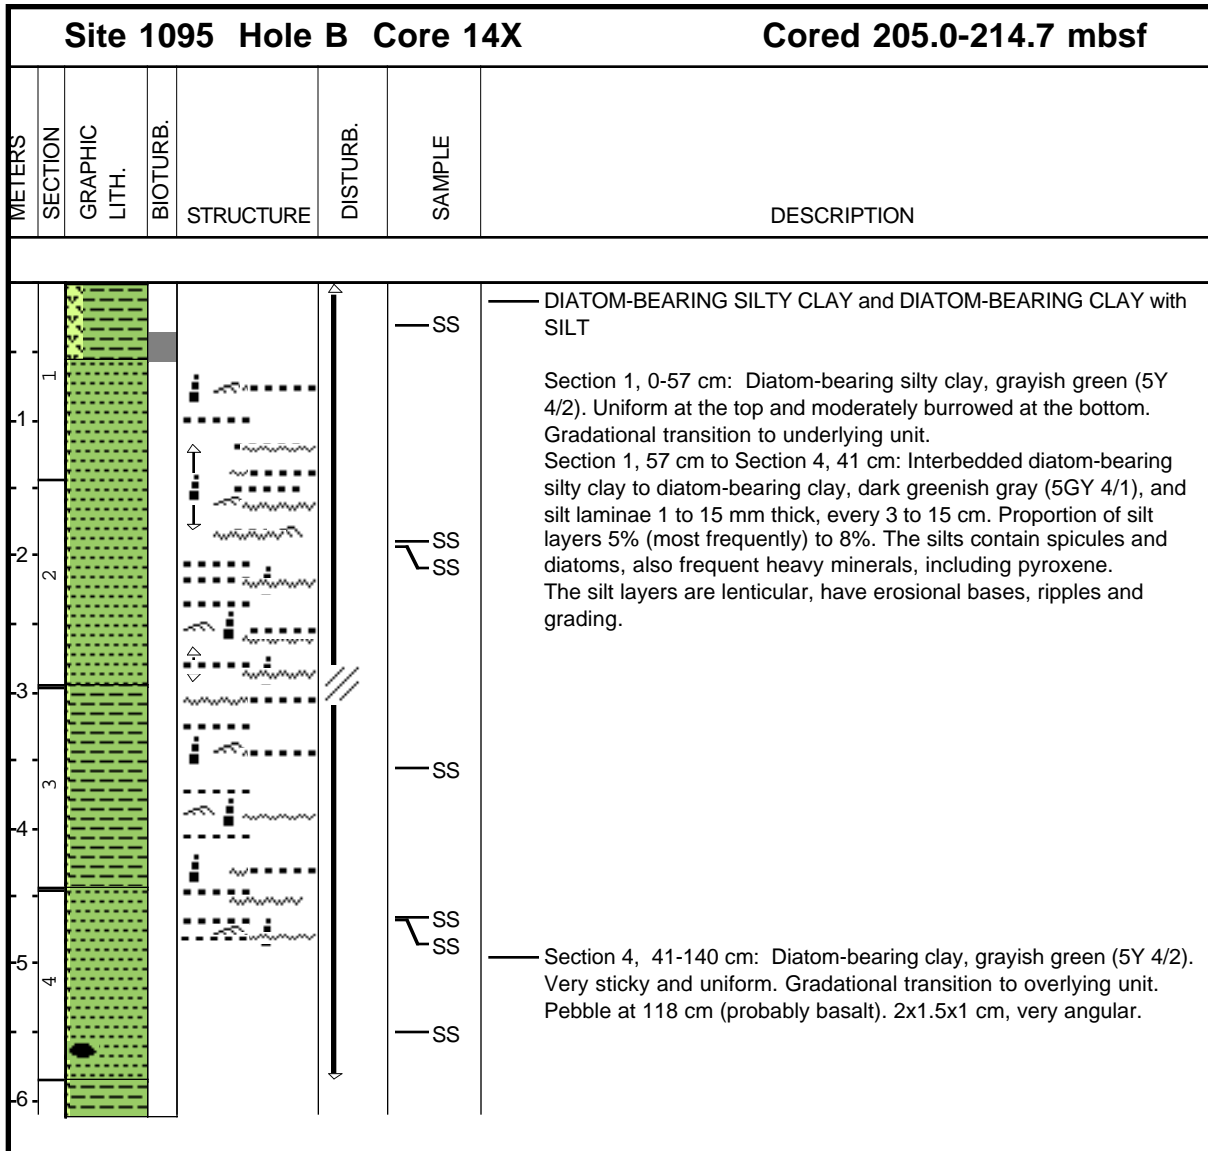 Site 1095 Hole B Core 14X Cored 205.0-214.7 mbsf
METERS
SECTION
GRAPHIC
LITH.
BIOTURB.
STRUCTURE
DISTURB.
SAMPLE
DESCRIPTION
1
2
3
4
5
6
1
2
3
4
SS
SS
SS
SS
SS
SS
SS
DIATOM-BEARING SILTY CLAY and DIATOM-BEARING CLAY with
SILT
Section 1, 0-57 cm: Diatom-bearing silty clay, grayish green (5Y
4/2). Uniform at the top and moderately burrowed at the bottom.
Gradational transition to underlying unit.
Section 1, 57 cm to Section 4, 41 cm: Interbedded diatom-bearing
silty clay to diatom-bearing clay, dark greenish gray (5GY 4/1), and
silt laminae 1 to 15 mm thick, every 3 to 15 cm. Proportion of silt
layers 5% (most frequently) to 8%. The silts contain spicules and
diatoms, also frequent heavy minerals, including pyroxene.
The silt layers are lenticular, have erosional bases, ripples and
grading.
Section 4, 41-140 cm: Diatom-bearing clay, grayish green (5Y 4/2).
Very sticky and uniform. Gradational transition to overlying unit.
Pebble at 118 cm (probably basalt). 2x1.5x1 cm, very angular.